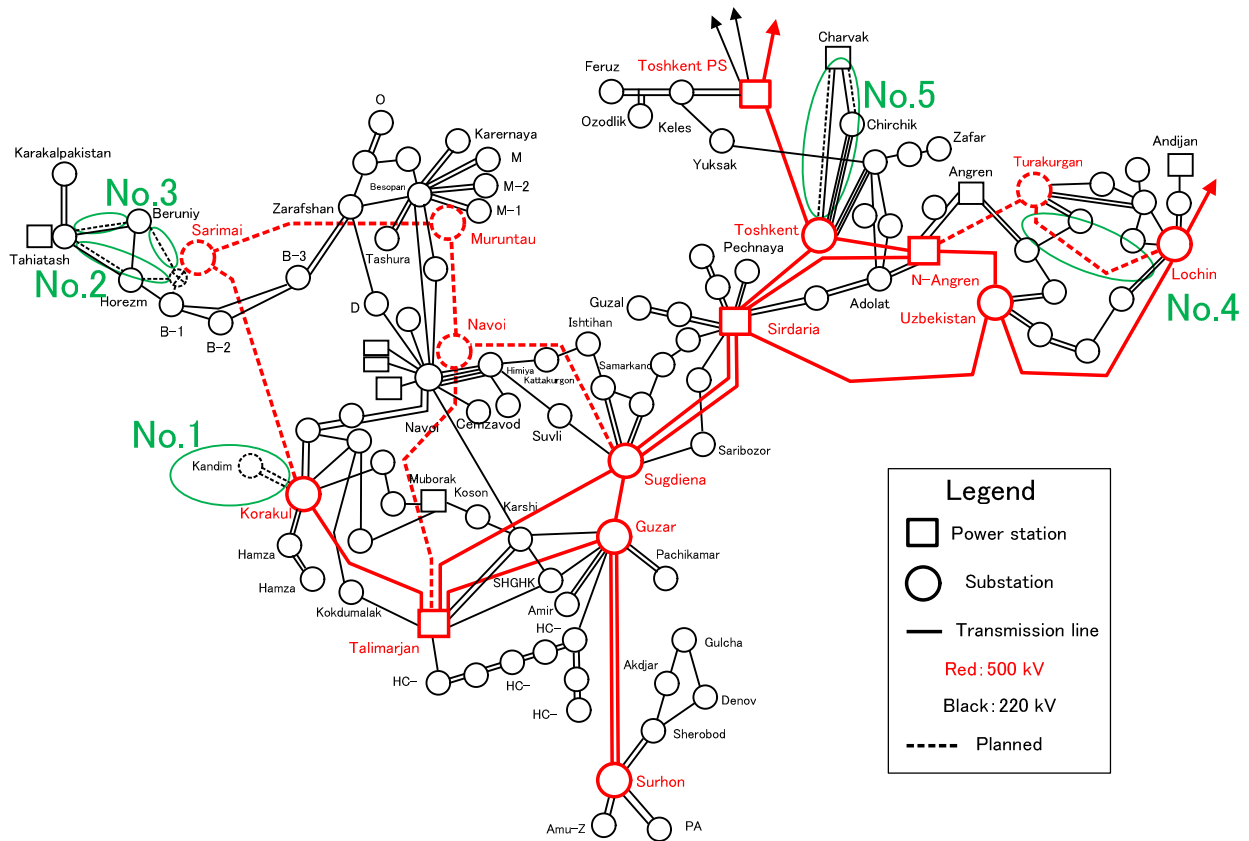 Charvak
Toshkent PS
Feruz
No.5
O
Ozodlik
Keles
Chirchik
Zafar
Karernaya
Yuksak
Andijan
Karakalpakistan
M
Angren
Turakurgan
Besopan
M-2
No.3
Beruniy
Zarafshan
M-1
Sarimai
Toshkent
Muruntau
Pechnaya
Tahiatash
Tashura
B-3
N-Angren
Lochin
No.2
Horezm
Guzal
Adolat
No.4
D
Ishtihan
Uzbekistan
B-1
Navoi
Sirdaria
B-2
Himiya
Samarkand
Kattakurgon
Cemzavod
Navoi
Suvli
No.1
Saribozor
Kandim
Muborak
Sugdiena
Koson
Legend
Korakul
Karshi
Guzar
Power station
Hamza
Pachikamar
SHGHK
Substation
Hamza
Kokdumalak
Amir
HC-
Transmission line
Talimarjan
Gulcha
Akdjar
Red: 500 kV
HC-
HC-
Denov
HC-
Black: 220 kV
Sherobod
Planned
Surhon
Amu-Z
PA